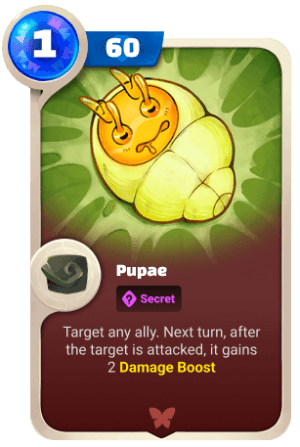 1
60
Pupae
Secret
Target any ally. Next turn, after
the target is attacked, it gains
2 Damage Boost